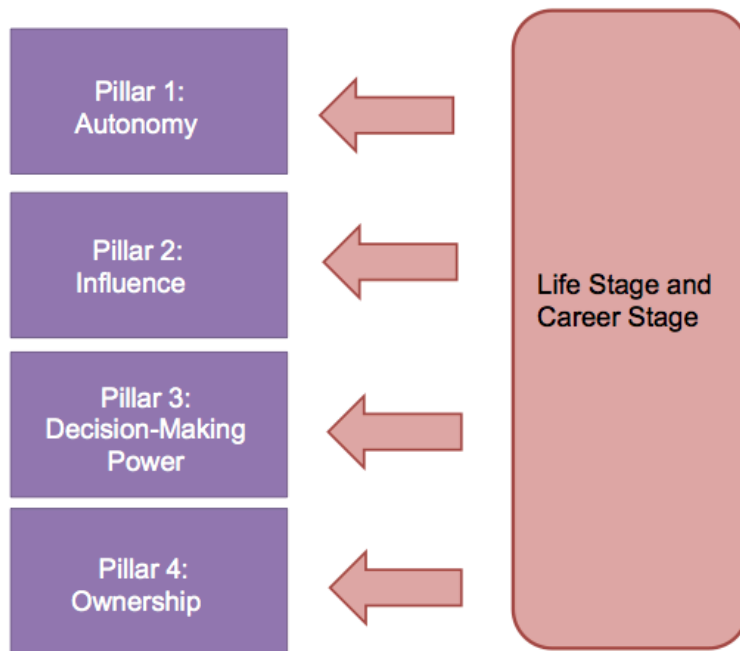 Pillar 1:
Autonomy
Pillar 2:
Influence
Pillar 3:
Decision-Making
Power
Pillar 4:
Ownership
Life Stage and
Career Stage